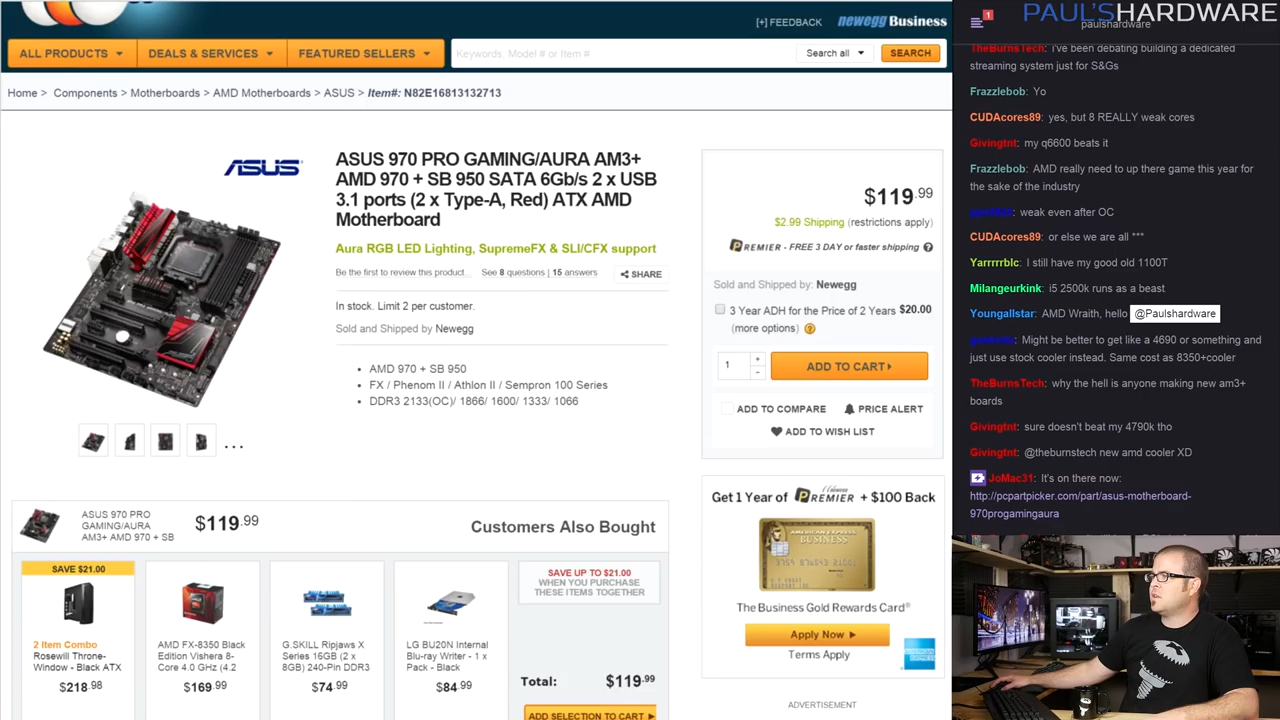 [+] FEEDBACK
newegg Business
ALL PRODUCTS
DEALS & SERVICES
FEATURED SELLERS
Keywords, Model # or Item #
Search all
SEARCH
Home > Components > Motherboards > AMD Motherboards > ASUS > Item#: N82E16813132713
ASUS
ASUS 970 PRO GAMING/AURA AM3+
AMD 970 + SB 950 SATA 6Gb/s 2 x USB
3.1 ports (2 x Type-A, Red) ATX AMD
Motherboard
Aura RGB LED Lighting, SupremeFX & SLI/CFX support
Be the first to review this product...
See 8 questions | 15 answers
SHARE
In stock. Limit 2 per customer.
Sold and Shipped by Newegg
• AMD 970 + SB 950
• FX / Phenom II / Athlon II / Sempron 100 Series
• DDR3 2133(OC)/ 1866/ 1600/ 1333/ 1066
...
$119.99
$2.99 Shipping (restrictions apply)
PREMIER - FREE 3 DAY or faster shipping ?
Sold and Shipped by: Newegg
3 Year ADH for the Price of 2 Years $20.00
(more options) ?
1
+
-
ADD TO CART
ADD TO COMPARE
PRICE ALERT
ADD TO WISH LIST
Get 1 Year of PREMIER + $100 Back
AMERICAN EXPRESS
BUSINESS
The Business Gold Rewards Card®
Apply Now
Terms Apply
ADVERTISEMENT
ASUS 970 PRO
GAMING/AURA
AM3+ AMD 970 + SB
$119.99
Customers Also Bought
SAVE $21.00
2 Item Combo
Rosewill Throne-
Window - Black ATX
$218.98
AMD FX-8350 Black
Edition Vishera 8-
Core 4.0 GHz (4.2
$169.99
G.SKILL Ripjaws X
Series 16GB (2 x
8GB) 240-Pin DDR3
$74.99
LG BU20N Internal
Blu-ray Writer - 1 x
Pack - Black
$84.99
SAVE UP TO $21.00
WHEN YOU PURCHASE
THESE ITEMS TOGETHER
Total: $119.99
ADD SELECTION TO CART
1
PAUL'SHARDWARE
paulshardware
TheBurnsTech: I've been debating building a dedicated
streaming system just for S&Gs
Frazzlebob: Yo
CUDAcores89: yes, but 8 REALLY weak cores
Givingtnt: my q6600 beats it
Frazzlebob: AMD really need to up there game this year for
the sake of the industry
weak even after OC
CUDAcores89: or else we are all ***
Yarrrrrblc: I still have my good old 1100T
Milangeurkink: i5 2500k runs as a beast
Youngallstar: AMD Wraith, hello @Paulshardware
Might be better to get like a 4690 or something and
just use stock cooler instead. Same cost as 8350+cooler
TheBurnsTech: why the hell is anyone making new am3+
boards
Givingtnt: sure doesn't beat my 4790k tho
Givingtnt: @theburnstech new amd cooler XD
JoMac31: It's on there now:
http://pcpartpicker.com/part/asus-motherboard-
970progamingaura